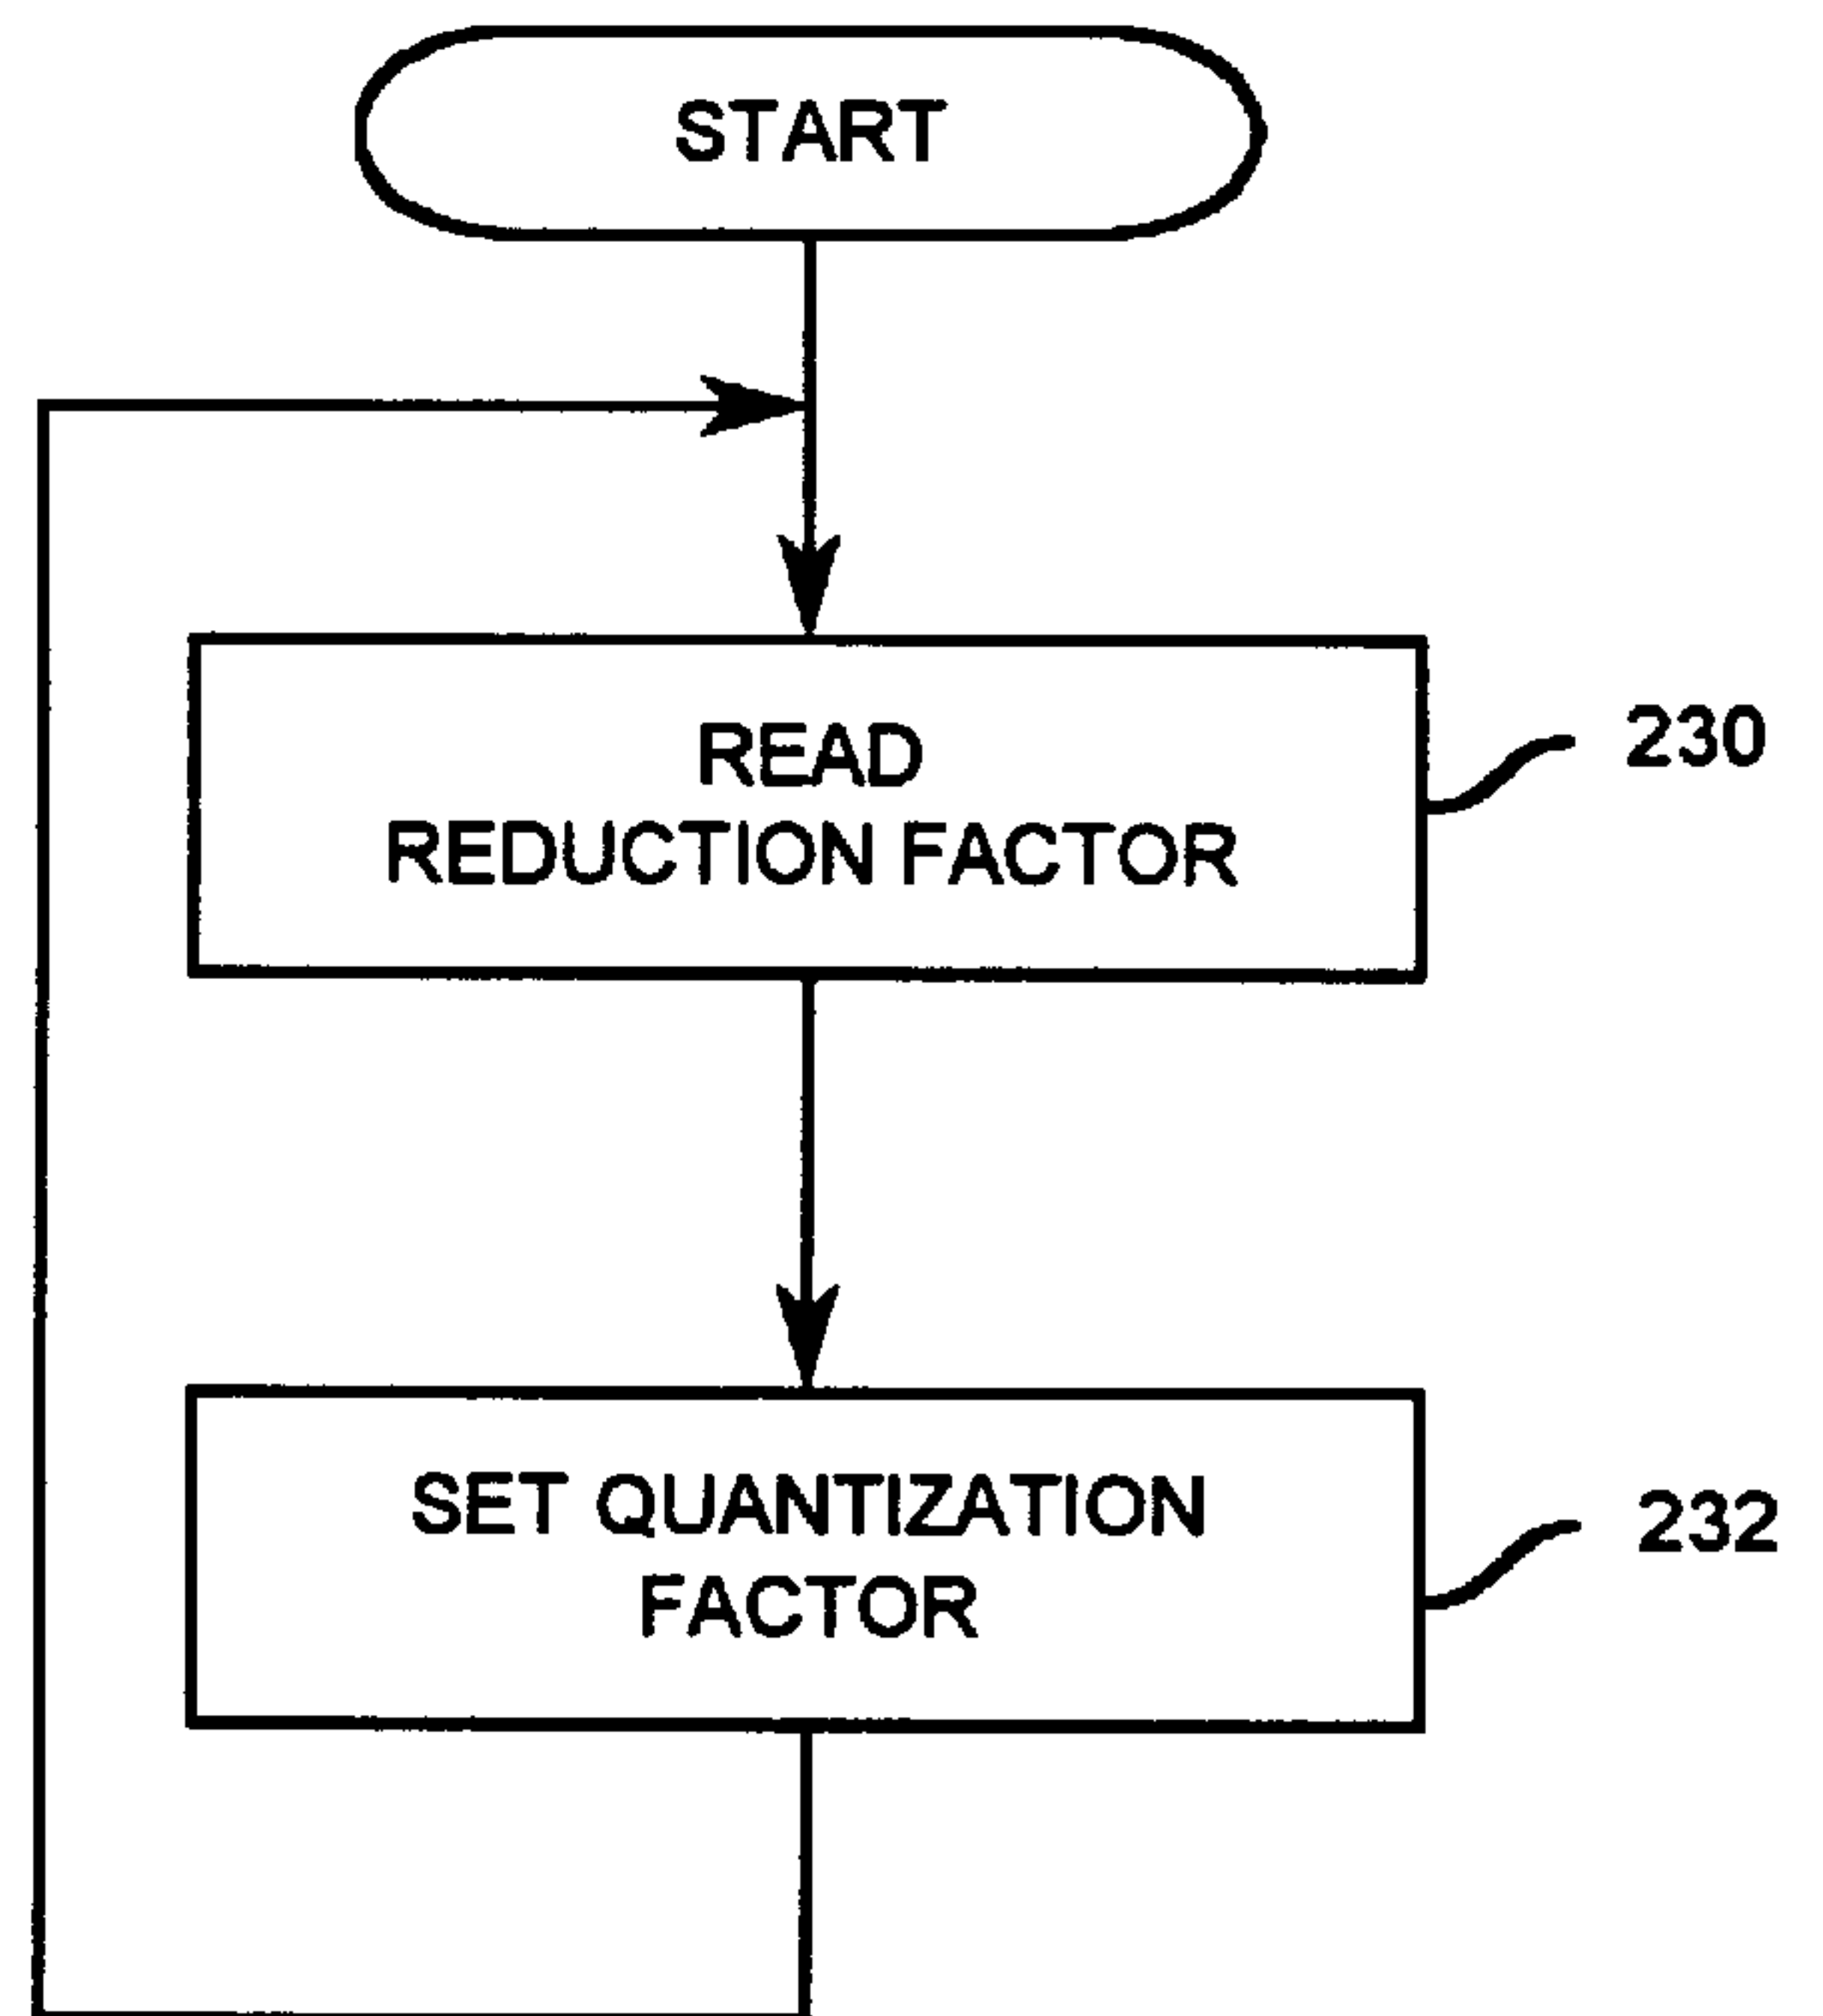 START
READ
REDUCTION FACTOR
230
SET QUANTIZATION
FACTOR
232